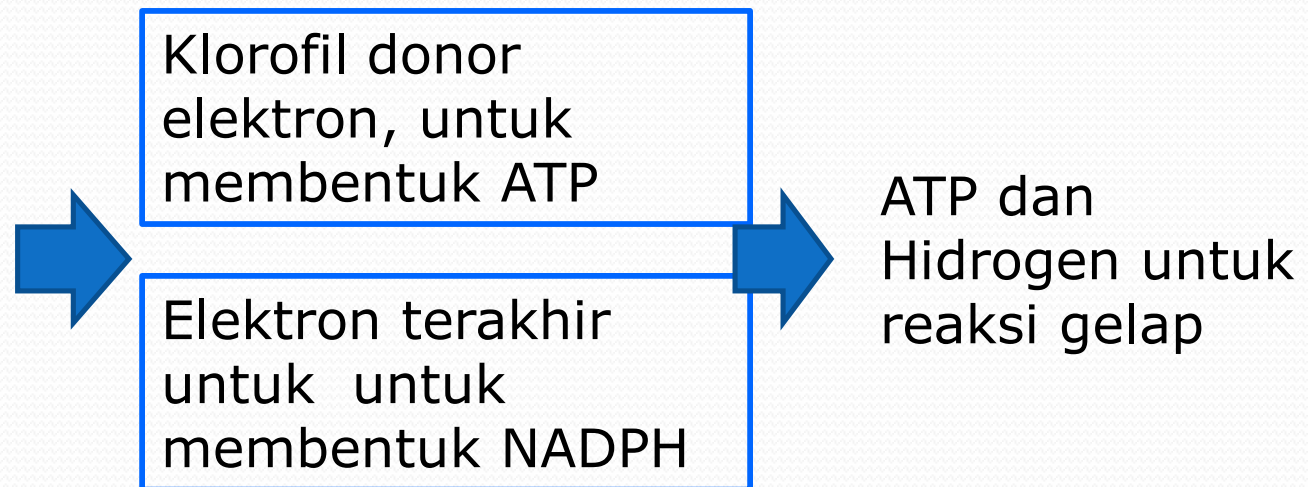 Klorofil donor
elektron, untuk
membentuk ATP
Elektron terakhir
untuk  untuk
membentuk NADPH
ATP dan
Hidrogen untuk
reaksi gelap